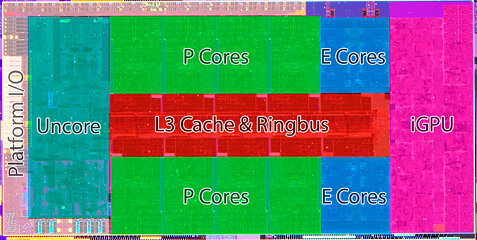 P Cores
E Cores
Platform I/O
Uncore
L3 Cache & Ringbus
iGPU
P Cores
E Cores